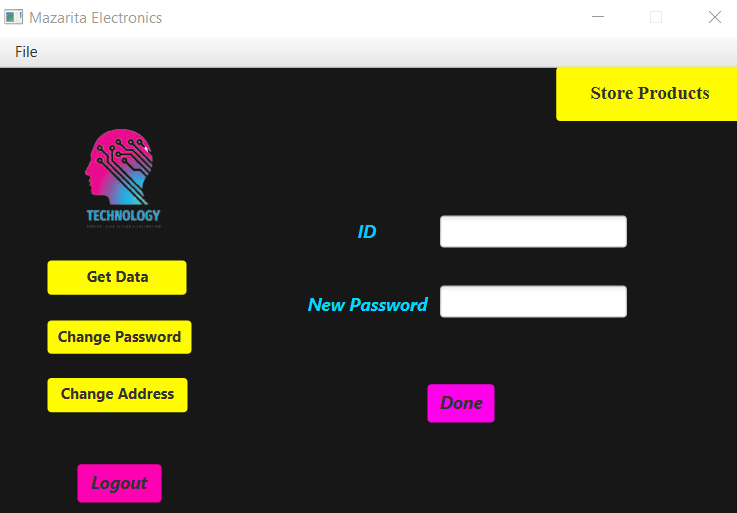 Mazarita Electronics
File
Store Products
TECHNOLOGY
ID
New Password
Get Data
Change Password
Change Address
Done
Logout